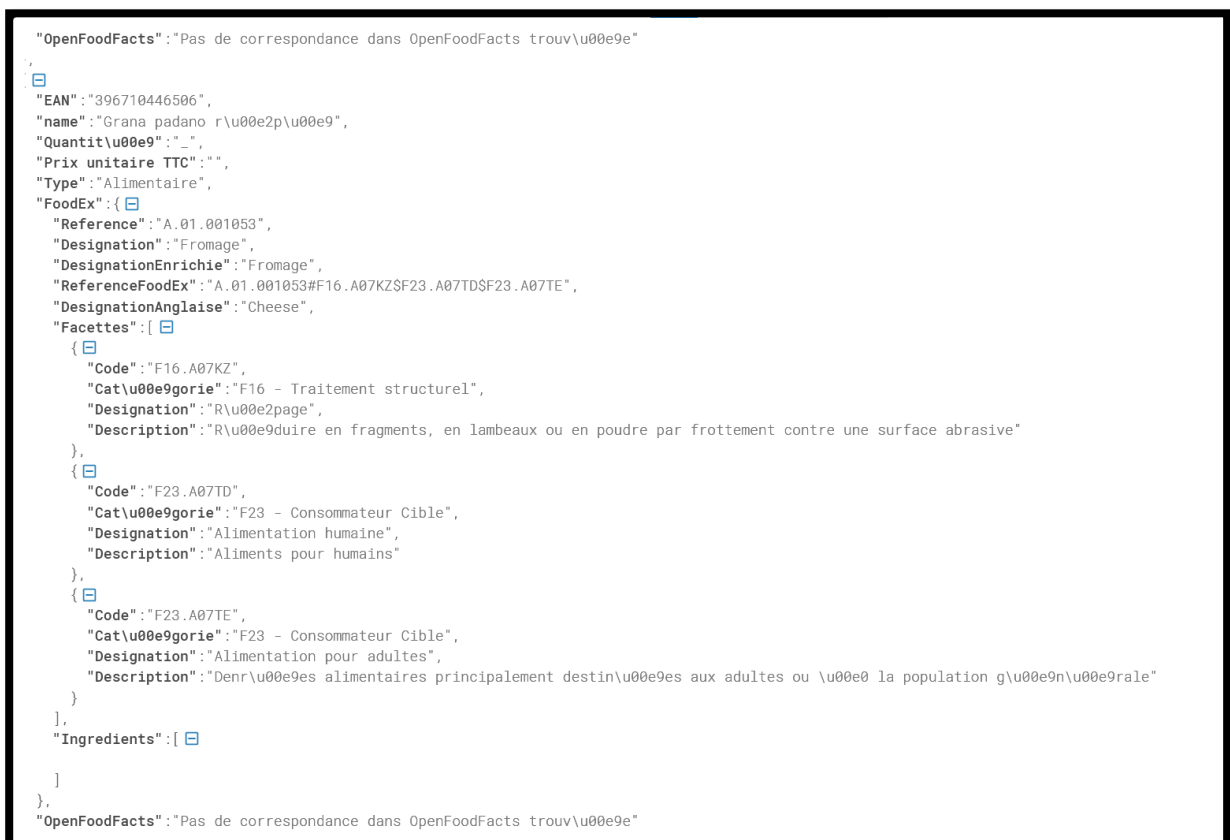 "OpenFoodFacts":"Pas de correspondance dans OpenFoodFacts trouv\u00e9e"
,
"EAN":"396710446506",
"name":"Grana padano r\u00e2p\u00e9",
"Quantit\u00e9":"_",
"Prix unitaire TTC":"",
"Type":"Alimentaire",
"FoodEx":{
"Reference":"A.01.001053",
"Designation":"Fromage",
"DesignationEnrichie":"Fromage",
"ReferenceFoodEx":"A.01.001053#F16.A07KZ$F23.A07TD$F23.A07TE",
"DesignationAnglaise":"Cheese",
"Facettes":[
{
"Code":"F16.A07KZ",
"Cat\u00e9gorie":"F16 - Traitement structurel",
"Designation":"R\u00e2page",
"Description":"R\u00e9duire en fragments, en lambeaux ou en poudre par frottement contre une surface abrasive"
},
{
"Code":"F23.A07TD",
"Cat\u00e9gorie":"F23 - Consommateur Cible",
"Designation":"Alimentation humaine",
"Description":"Aliments pour humains"
},
{
"Code":"F23.A07TE",
"Cat\u00e9gorie":"F23 - Consommateur Cible",
"Designation":"Alimentation pour adultes",
"Description":"Denr\u00e9es alimentaires principalement destin\u00e9es aux adultes ou \u00e0 la population g\u00e9n\u00e9rale"
}
],
"Ingredients":[
]
},
"OpenFoodFacts":"Pas de correspondance dans OpenFoodFacts trouv\u00e9e"